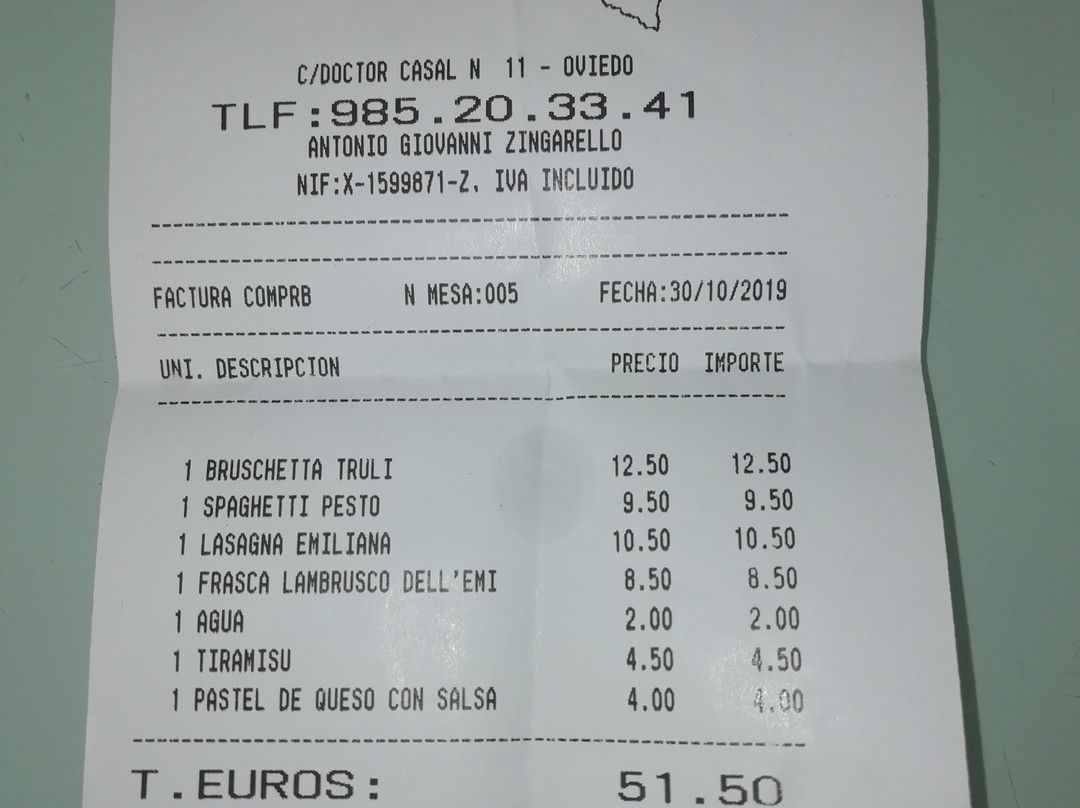 C/DOCTOR CASAL N 11 - OVIEDO
TLF:985.20.33.41
ANTONIO GIOVANNI ZINGARELLO
NIF:X-1599871-Z. IVA INCLUIDO
FACTURA COMPRB N MESA:005 FECHA:30/10/2019
UNI. DESCRIPCION PRECIO IMPORTE
1 BRUSCHETTA TRULI 12.50 12.50
1 SPAGHETTI PESTO 9.50 9.50
1 LASAGNA EMILIANA 10.50 10.50
1 FRASCA LAMBRUSCO DELL'EMI 8.50 8.50
1 AGUA 2.00 2.00
1 TIRAMISU 4.50 4.50
1 PASTEL DE QUESO CON SALSA 4.00 4.00
T.EUROS: 51.50